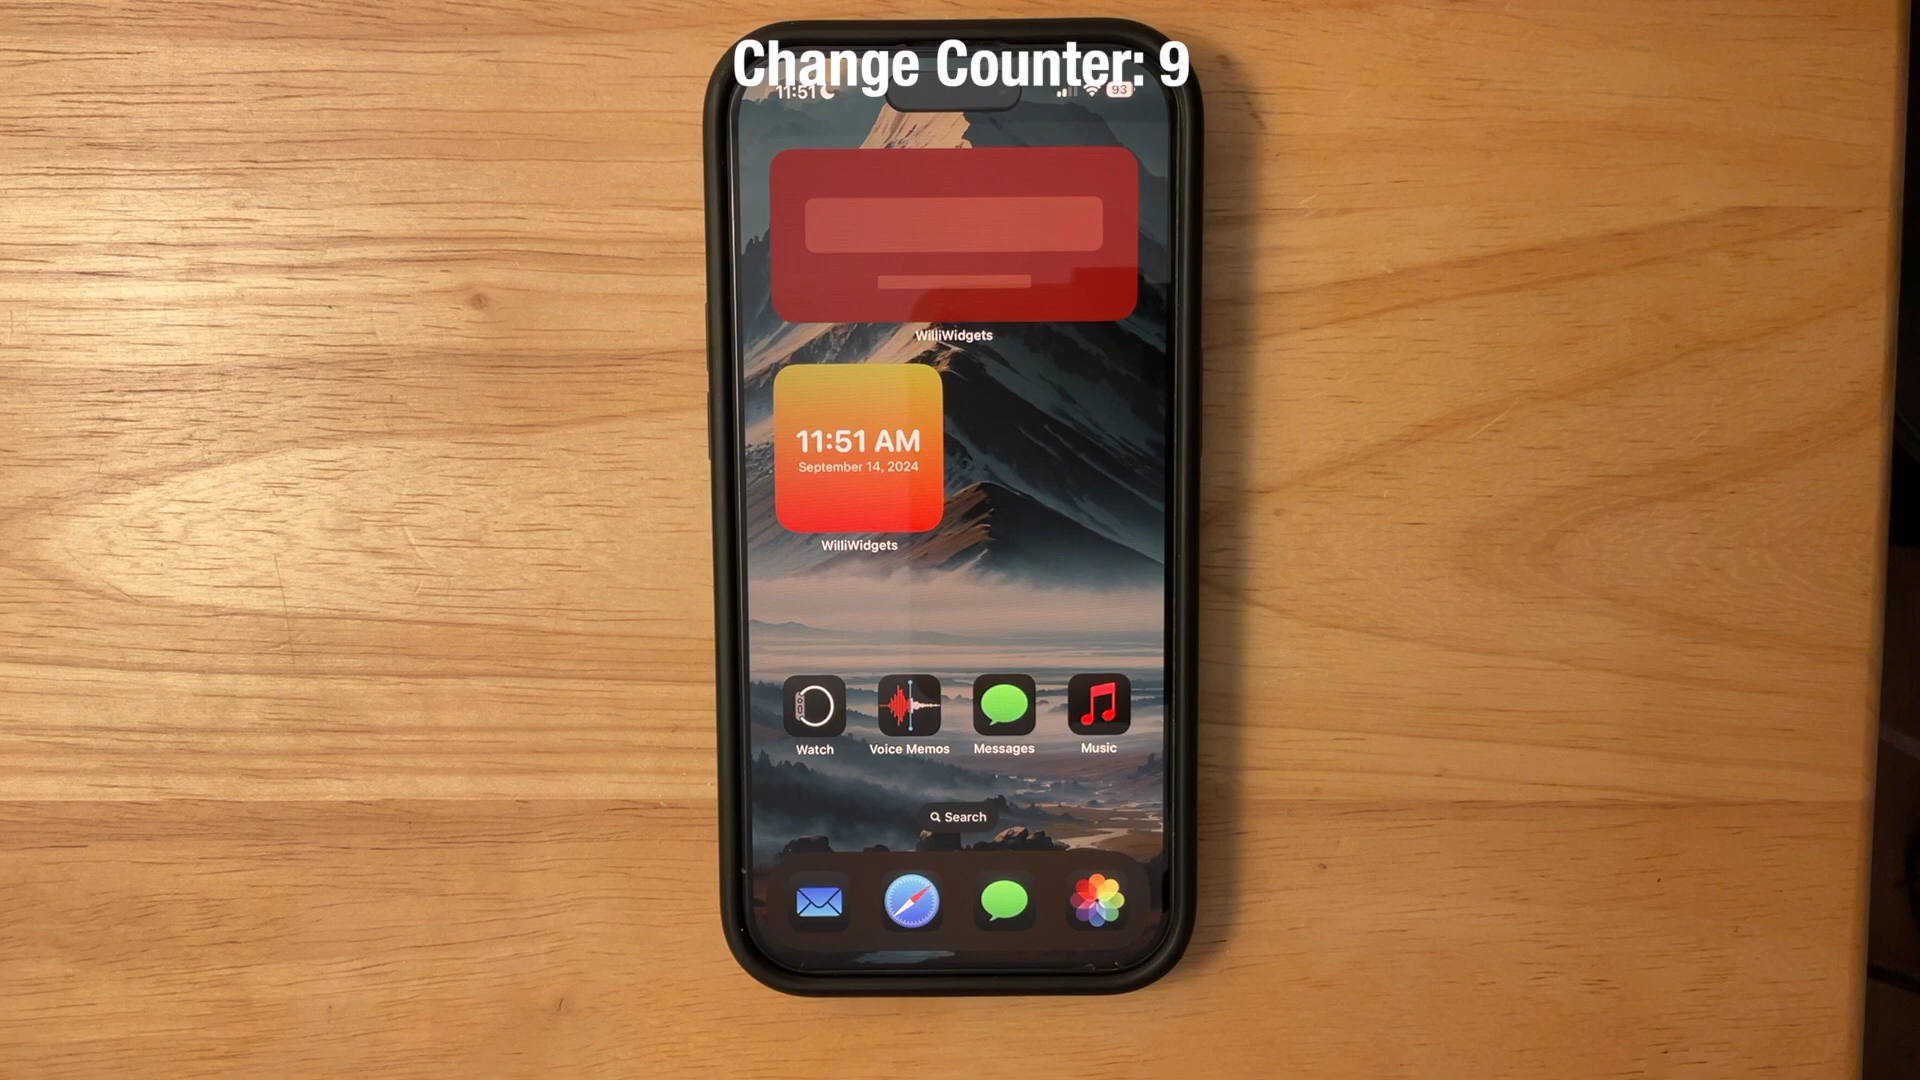 Change Counter: 9
11:51
93
WilliWidgets
11:51 AM
September 14, 2024
WilliWidgets
Watch
Voice Memos
Messages
Music
Search